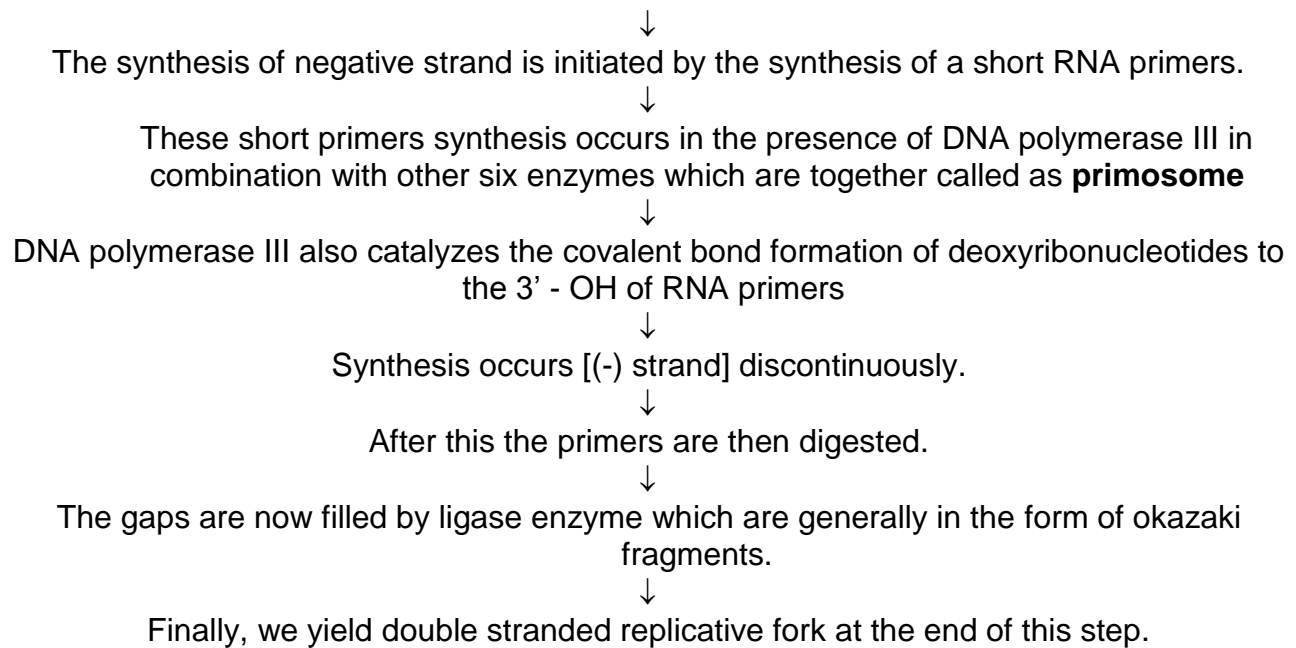 ↓
The synthesis of negative strand is initiated by the synthesis of a short RNA primers.
↓
These short primers synthesis occurs in the presence of DNA polymerase III in
combination with other six enzymes which are together called as primosome
↓
DNA polymerase III also catalyzes the covalent bond formation of deoxyribonucleotides to
the 3’ - OH of RNA primers
↓
Synthesis occurs [(-) strand] discontinuously.
↓
After this the primers are then digested.
↓
The gaps are now filled by ligase enzyme which are generally in the form of okazaki
fragments.
↓
Finally, we yield double stranded replicative fork at the end of this step.